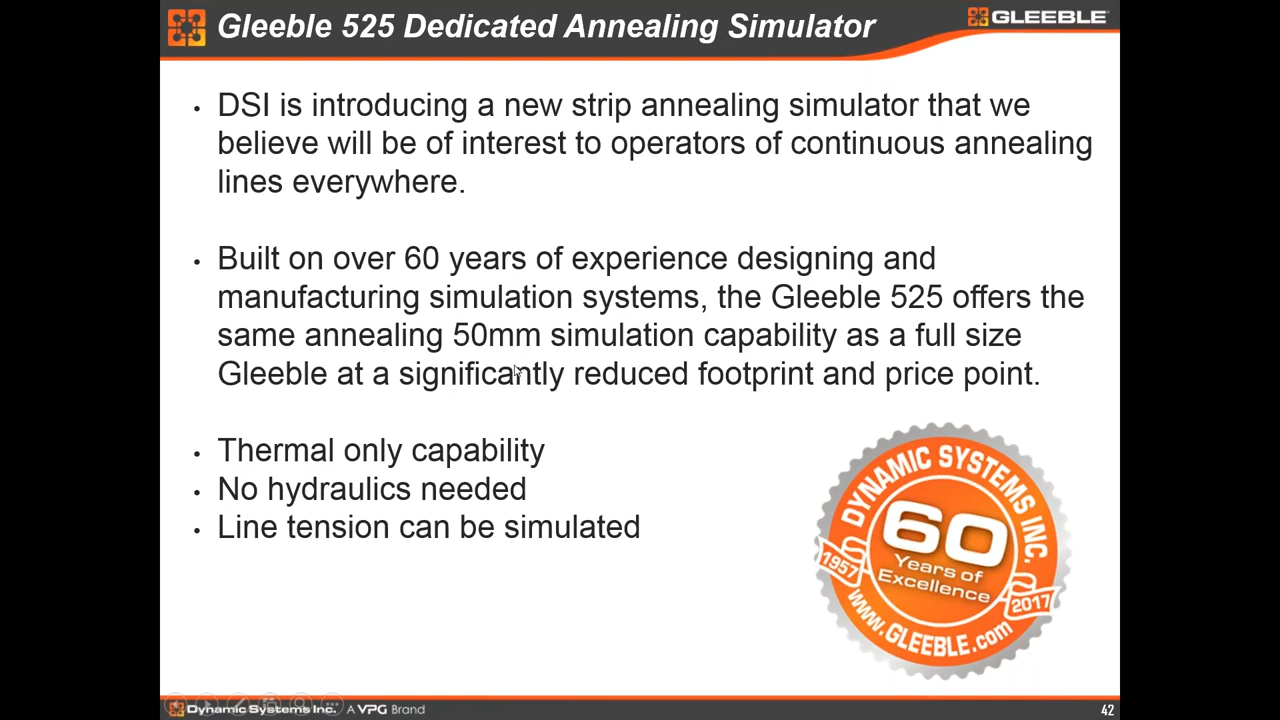 Gleeble 525 Dedicated Annealing Simulator
GLEEBLE®
• DSI is introducing a new strip annealing simulator that we
believe will be of interest to operators of continuous annealing
lines everywhere.
• Built on over 60 years of experience designing and
manufacturing simulation systems, the Gleeble 525 offers the
same annealing 50mm simulation capability as a full size
Gleeble at a significantly reduced footprint and price point.
• Thermal only capability
• No hydraulics needed
• Line tension can be simulated
DYNAMIC SYSTEMS INC.
60
Years of
Excellence
1957
2017
www.GLEEBLE.com
Dynamic Systems Inc. A VPG Brand
42